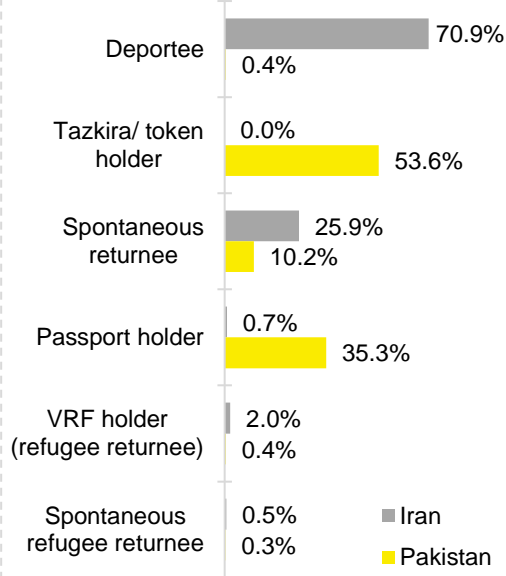 Deportee
70.9%
0.4%
Tazkira/ token
holder
0.0%
53.6%
Spontaneous
returnee
25.9%
10.2%
Passport holder
0.7%
35.3%
VRF holder
(refugee returnee)
2.0%
0.4%
Spontaneous
refugee returnee
0.5%
0.3%
Iran
Pakistan